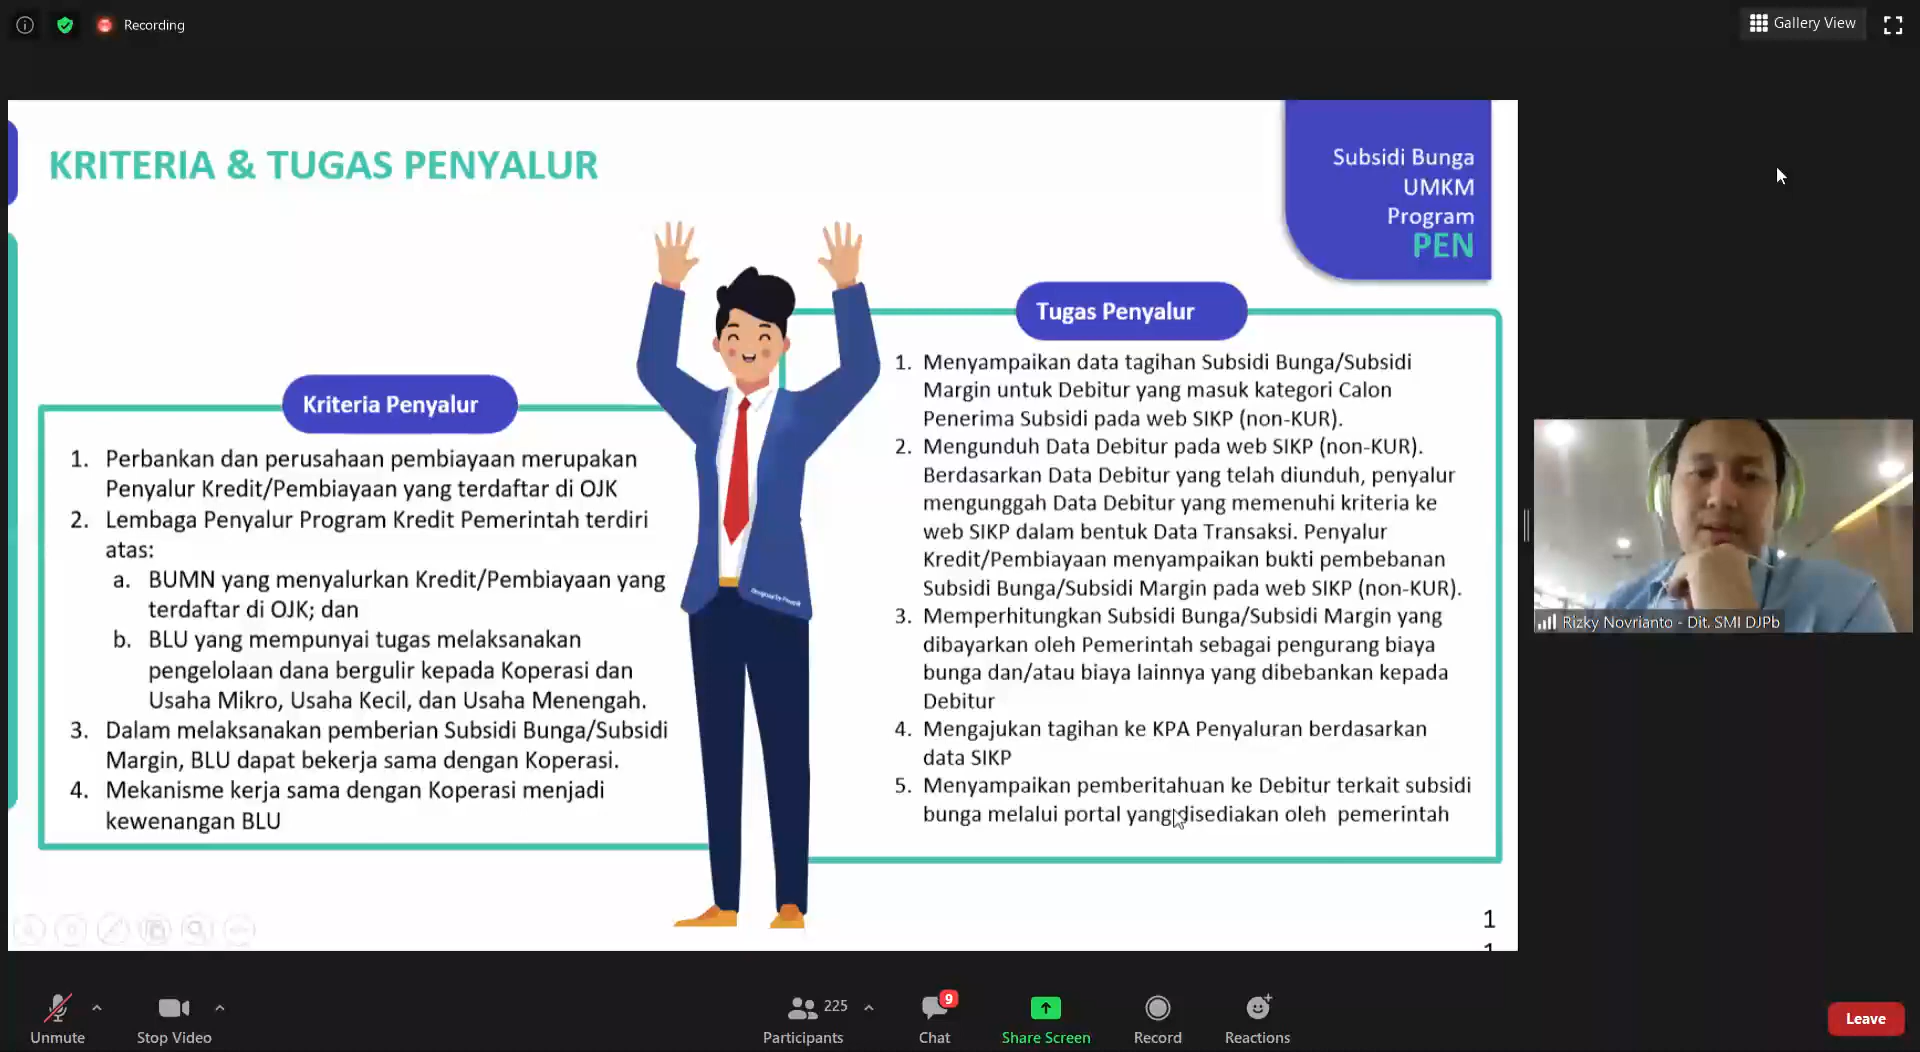 Recording
Gallery View
KRITERIA & TUGAS PENYALUR
Subsidi Bunga
UMKM
Program
PEN
Kriteria Penyalur
1. Perbankan dan perusahaan pembiayaan merupakan
Penyalur Kredit/Pembiayaan yang terdaftar di OJK
2. Lembaga Penyalur Program Kredit Pemerintah terdiri
atas:
a. BUMN yang menyalurkan Kredit/Pembiayaan yang
terdaftar di OJK; dan
b. BLU yang mempunyai tugas melaksanakan
pengelolaan dana bergulir kepada Koperasi dan
Usaha Mikro, Usaha Kecil, dan Usaha Menengah.
3. Dalam melaksanakan pemberian Subsidi Bunga/Subsidi
Margin, BLU dapat bekerja sama dengan Koperasi.
4. Mekanisme kerja sama dengan Koperasi menjadi
kewenangan BLU
Tugas Penyalur
1. Menyampaikan data tagihan Subsidi Bunga/Subsidi
Margin untuk Debitur yang masuk kategori Calon
Penerima Subsidi pada web SIKP (non-KUR).
2. Mengunduh Data Debitur pada web SIKP (non-KUR).
Berdasarkan Data Debitur yang telah diunduh, penyalur
mengunggah Data Debitur yang memenuhi kriteria ke
web SIKP dalam bentuk Data Transaksi. Penyalur
Kredit/Pembiayaan menyampaikan bukti pembebanan
Subsidi Bunga/Subsidi Margin pada web SIKP (non-KUR).
3. Memperhitungkan Subsidi Bunga/Subsidi Margin yang
dibayarkan oleh Pemerintah sebagai pengurang biaya
bunga dan/atau biaya lainnya yang dibebankan kepada
Debitur
4. Mengajukan tagihan ke KPA Penyaluran berdasarkan
data SIKP
5. Menyampaikan pemberitahuan ke Debitur terkait subsidi
bunga melalui portal yang disediakan oleh pemerintah
Designed by Freepik
1
1
Rizky Novrianto - Dit. SMI DJPb
Unmute
Stop Video
225
Participants
9
Chat
Share Screen
Record
Reactions
Leave